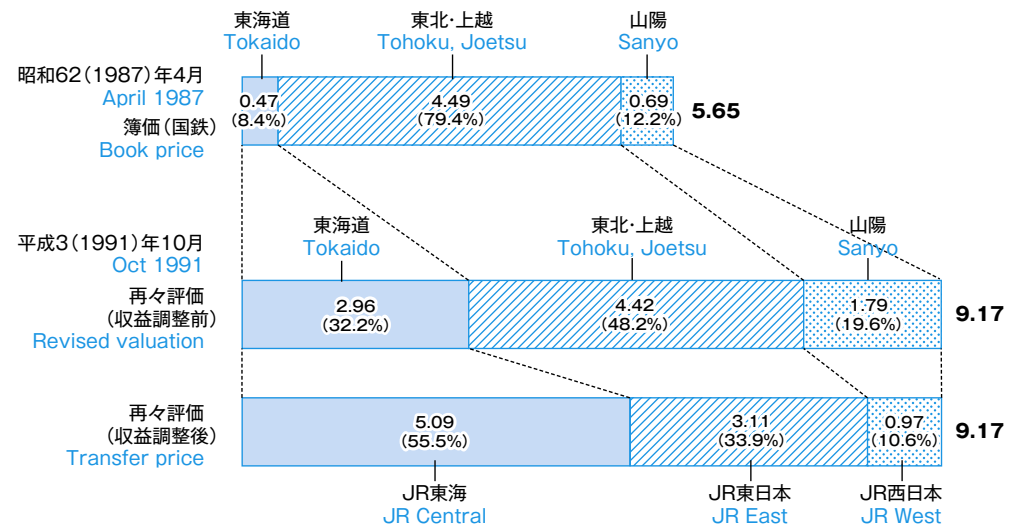 東海道
Tokaido
東北・上越
Tohoku, Joetsu
山陽
Sanyo
昭和62(1987)年4月
April 1987
簿価(国鉄)
Book price
0.47
(8.4%)
4.49
(79.4%)
0.69
(12.2%)
5.65
東海道
Tokaido
東北・上越
Tohoku, Joetsu
山陽
Sanyo
平成3(1991)年10月
Oct 1991
再々評価
(収益調整前)
Revised valuation
2.96
(32.2%)
4.42
(48.2%)
1.79
(19.6%)
9.17
再々評価
(収益調整後)
Transfer price
5.09
(55.5%)
3.11
(33.9%)
0.97
(10.6%)
9.17
JR東海
JR Central
JR東日本
JR East
JR西日本
JR West